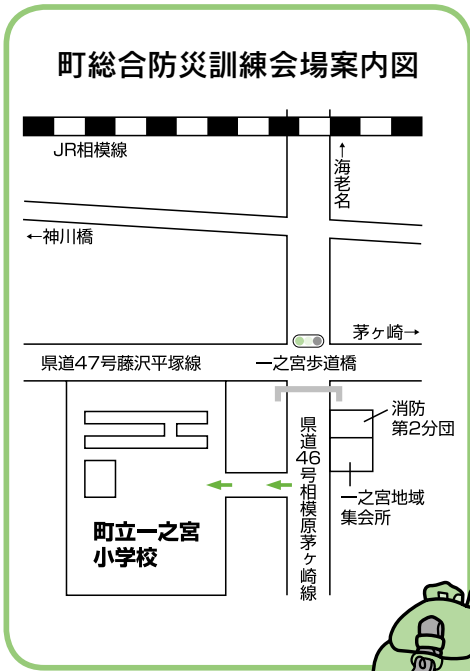 町総合防災訓練会場案内図
JR相模線
↑海老名
←神川橋
茅ヶ崎→
県道47号藤沢平塚線
一之宮歩道橋
消防
第2分団
県道46号相模原茅ヶ崎線
一之宮地域
集会所
町立一之宮
小学校